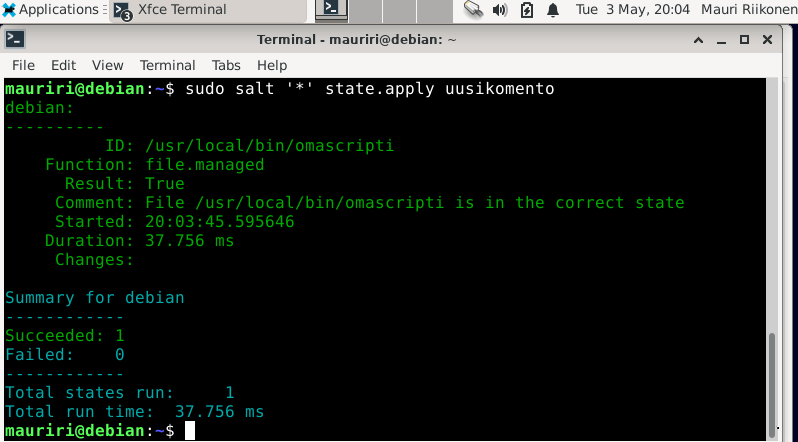 Applications Xfce Terminal Tue 3 May, 20:04 Mauri Riikonen
3
Terminal - mauriri@debian: ~
File Edit View Terminal Tabs Help
mauriri@debian:~$ sudo salt '*' state.apply uusikomento
debian:
----------
          ID: /usr/local/bin/omascripti
    Function: file.managed
      Result: True
     Comment: File /usr/local/bin/omascripti is in the correct state
     Started: 20:03:45.595646
    Duration: 37.756 ms
     Changes:

Summary for debian
------------
Succeeded: 1
Failed:    0
------------
Total states run:     1
Total run time:  37.756 ms
mauriri@debian:~$